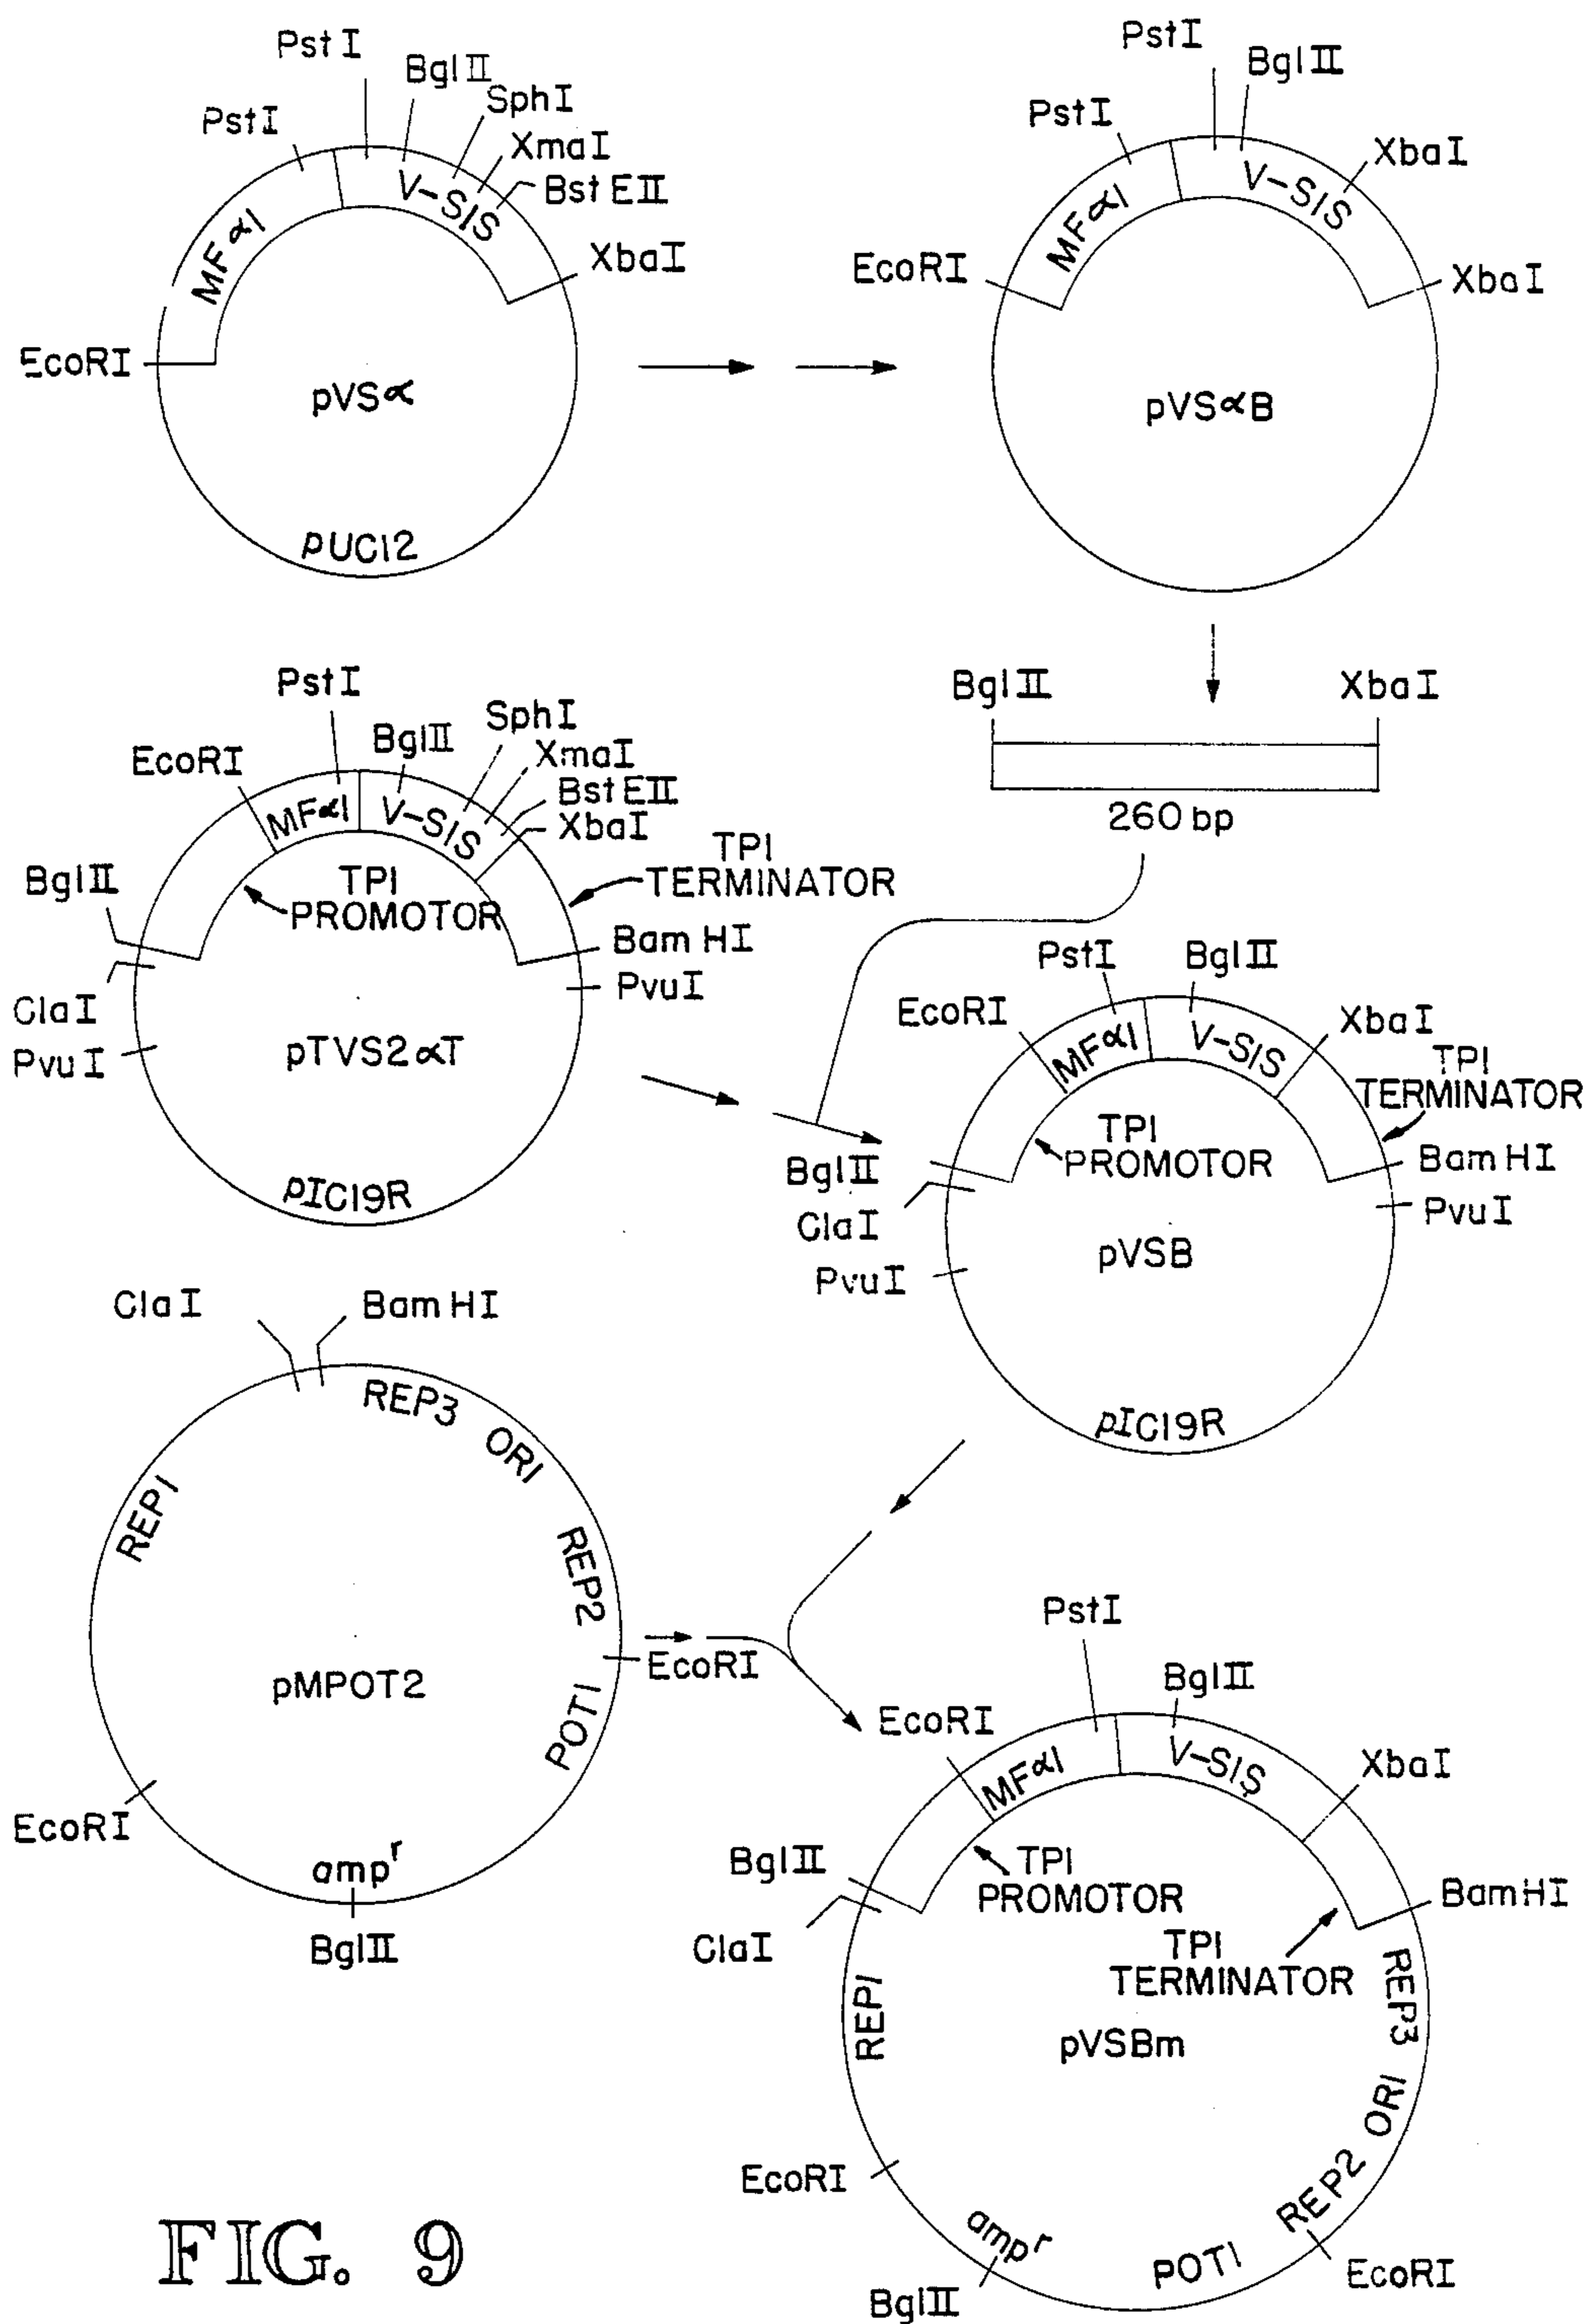 PstI
BglII
SphI
PstI
XmaI
BstEII
XbaI
MFα1
V-SIS
EcoRI
pVSα
pUC12
PstI
BglII
PstI
XbaI
MFα1
V-SIS
EcoRI
XbaI
pVSαB
BglII
XbaI
260 bp
PstI
SphI
BglII
XmaI
EcoRI
BstEII
XbaI
MFα1
V-SIS
TPI
TERMINATOR
TPI
PROMOTOR
BglII
BamHI
ClaI
PvuI
PvuI
pTVS2αT
pIC19R
PstI
BglII
EcoRI
XbaI
MFα1
V-SIS
TPI
TERMINATOR
TPI
PROMOTOR
BglII
BamHI
ClaI
PvuI
PvuI
pVSB
pIC19R
ClaI
BamHI
REP3
ORI
REP1
REP2
EcoRI
pMPOT2
POT1
EcoRI
amp^r
BglII
PstI
BglII
EcoRI
XbaI
MFα1
V-SIS
BglII
TPI
PROMOTOR
BamHI
ClaI
TPI
TERMINATOR
REP1
REP3
pVSBm
ORI
EcoRI
REP2
amp^r
POT1
EcoRI
BglII
FIG. 9